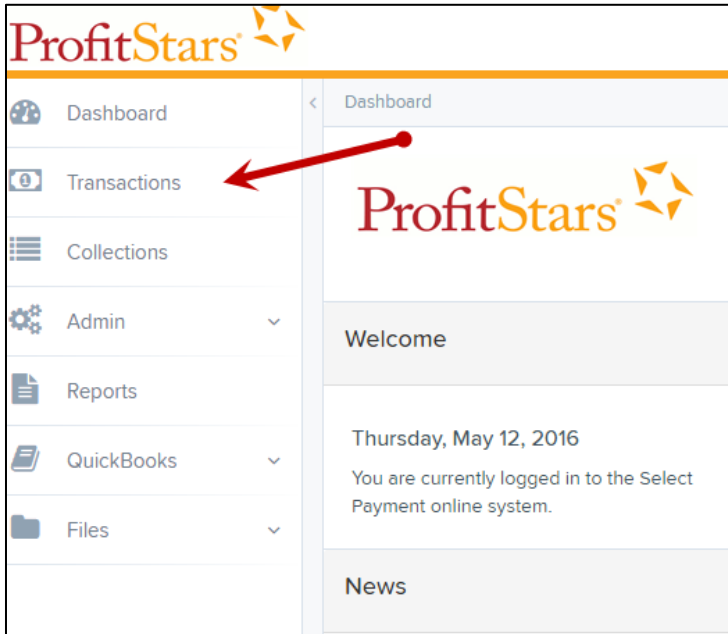 ProfitStars®
Dashboard
Transactions
Collections
Admin
Reports
QuickBooks
Files
Dashboard
ProfitStars®
Welcome
Thursday, May 12, 2016
You are currently logged in to the Select
Payment online system.
News